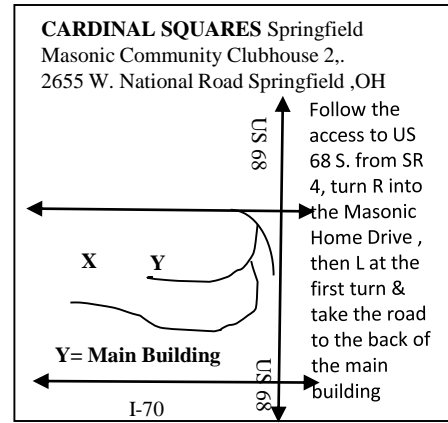 CARDINAL SQUARES Springfield
Masonic Community Clubhouse 2,.
2655 W. National Road Springfield ,OH
US 68
Follow the
access to US
68 S. from SR
4, turn R into
the Masonic
Home Drive ,
then L at the
first turn &
take the road
to the back of
the main
building
X
Y
Y= Main Building
US 68
I-70